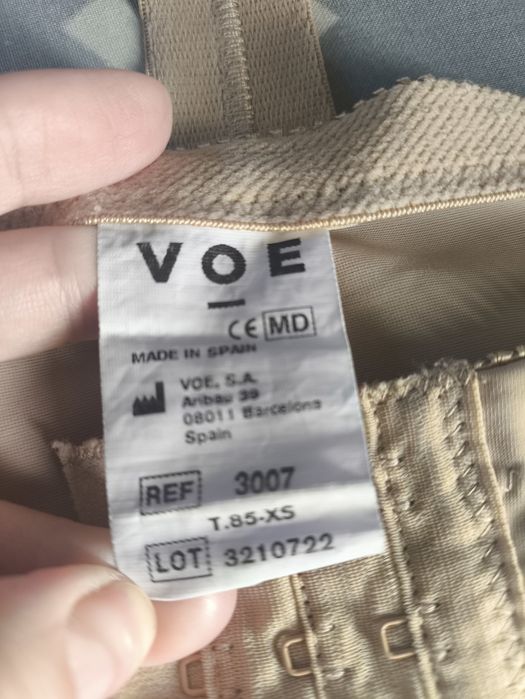 VOE
CE MD
MADE IN SPAIN
VOE, S.A.
Aribau 39
08011 Barcelona
Spain
REF 3007
T.85-XS
LOT 3210722